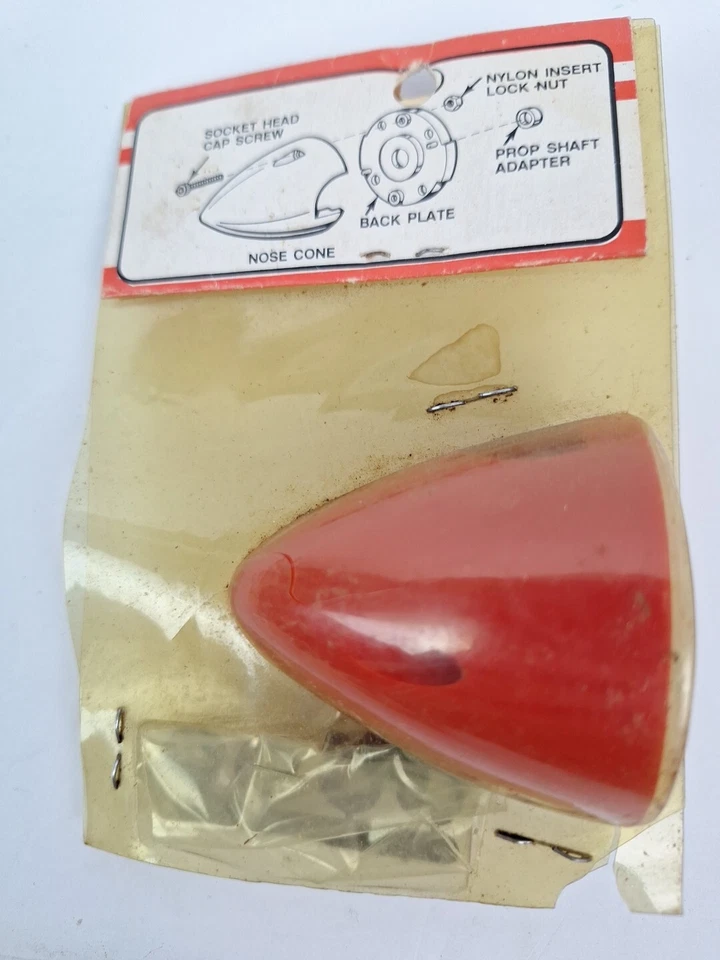 NYLON INSERT
LOCK NUT
SOCKET HEAD
CAP SCREW
PROP SHAFT
ADAPTER
BACK PLATE
NOSE CONE